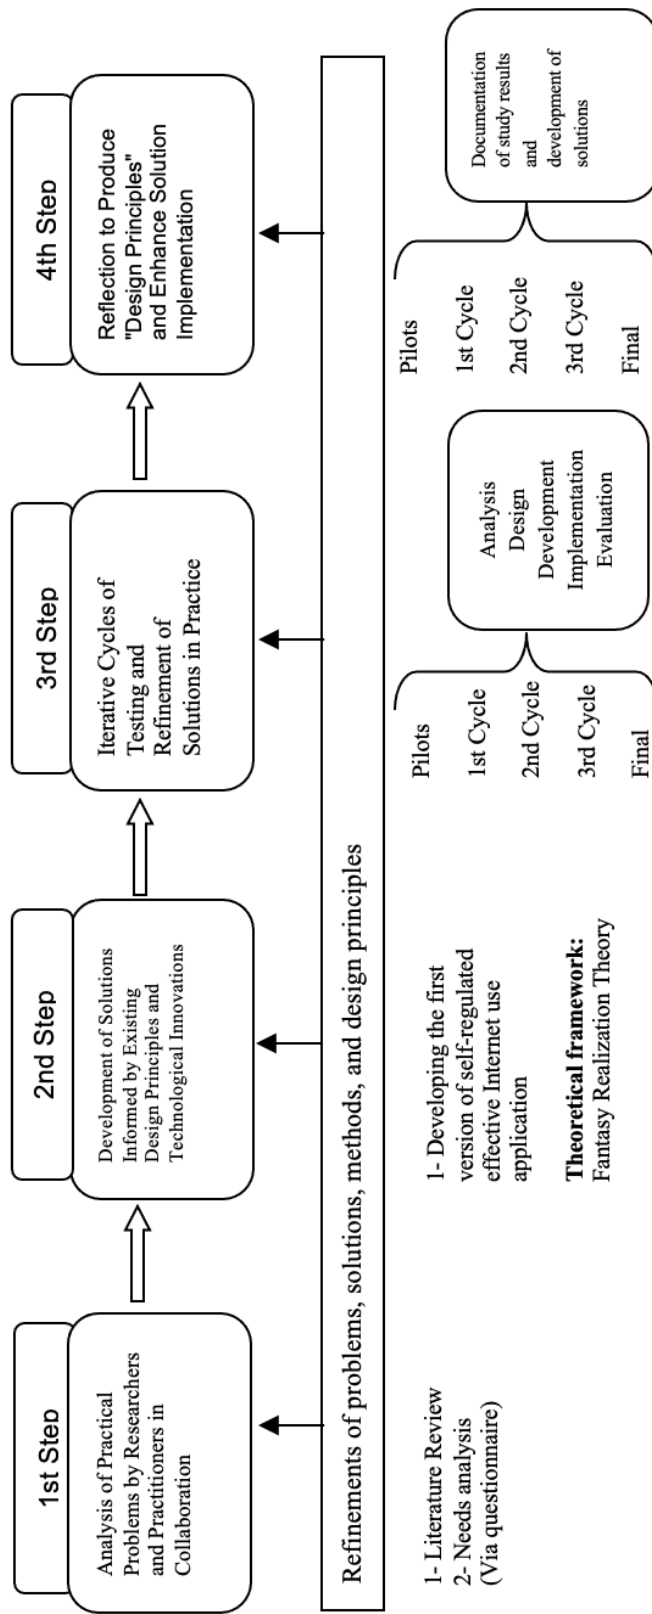 1st Step
Analysis of Practical
Problems by Researchers
and Practitioners in
Collaboration
2nd Step
Development of Solutions
Informed by Existing
Design Principles and
Technological Innovations
3rd Step
Iterative Cycles of
Testing and
Refinement of
Solutions in Practice
4th Step
Reflection to Produce
"Design Principles"
and Enhance Solution
Implementation
Refinements of problems, solutions, methods, and design principles
1- Literature Review
2- Needs analysis
(Via questionnaire)
1- Developing the first
version of self-regulated
effective Internet use
application
Theoretical framework:
Fantasy Realization Theory
Pilots
1st Cycle
2nd Cycle
3rd Cycle
Final
Analysis
Design
Development
Implementation
Evaluation
Pilots
1st Cycle
2nd Cycle
3rd Cycle
Final
Documentation
of study results
and
development of
solutions